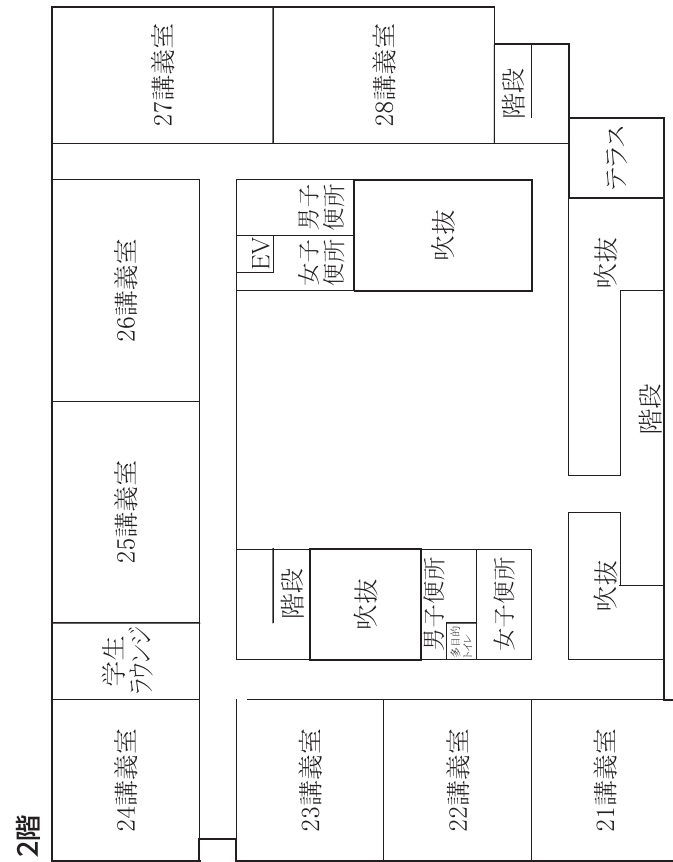 2階
24講義室
学生
ラウンジ
25講義室
26講義室
27講義室
28講義室
階段
テラス
EV
男子
便所
女子
便所
吹抜
吹抜
階段
階段
吹抜
男子便所
多目的
トイレ
女子便所
吹抜
23講義室
22講義室
21講義室